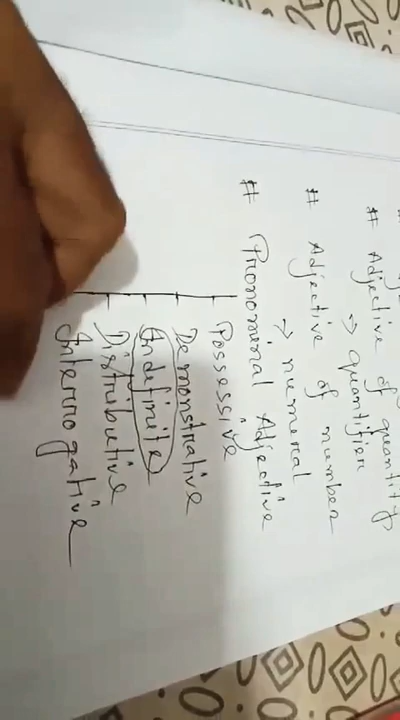 # Adjective of quantity
→ quantifier
# Adjective of number
→ numeral
# Pronominal Adjective
Possessive
Demonstrative
Indefinite
Distributive
Interrogative